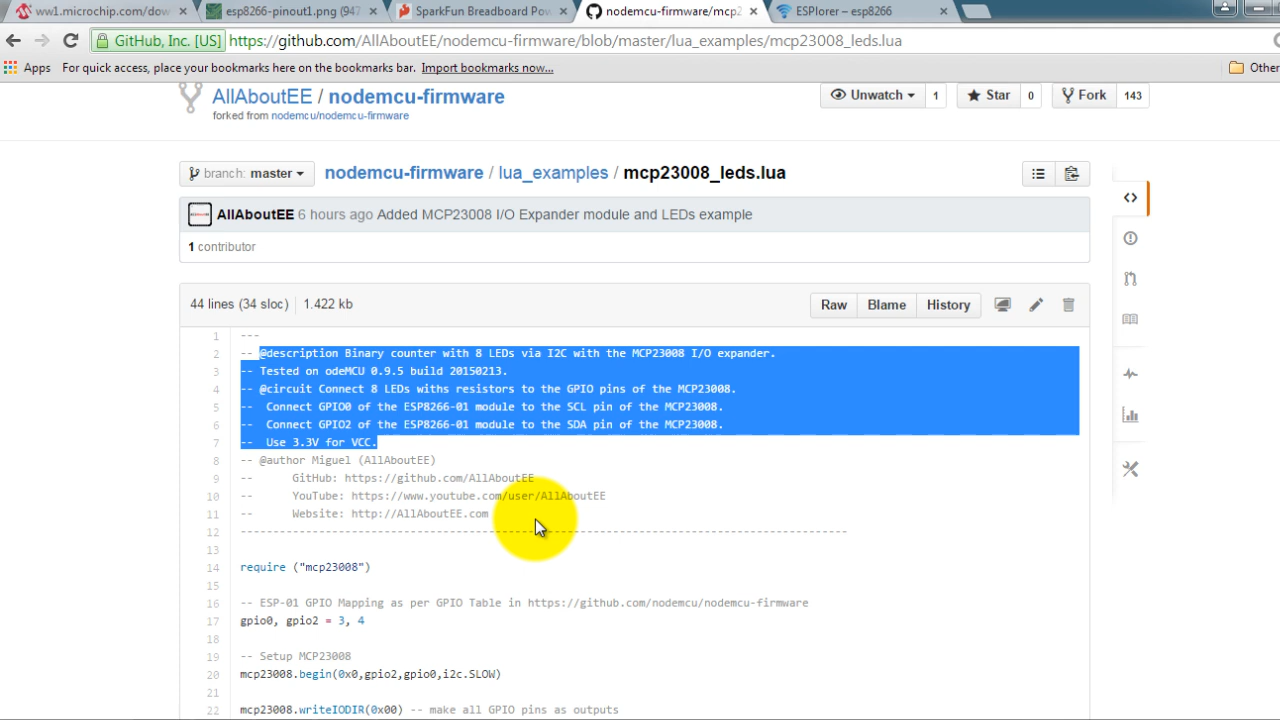 ww1.microchip.com/dow
esp8266-pinout1.png (947
SparkFun Breadboard Pow
nodemcu-firmware/mcp2
ESPlorer – esp8266
GitHub, Inc. [US] https://github.com/AllAboutEE/nodemcu-firmware/blob/master/lua_examples/mcp23008_leds.lua
Apps For quick access, place your bookmarks here on the bookmarks bar. Import bookmarks now... Other
AllAboutEE / nodemcu-firmware
forked from nodemcu/nodemcu-firmware
Unwatch 1 Star 0 Fork 143
branch: master nodemcu-firmware / lua_examples / mcp23008_leds.lua
AllAboutEE 6 hours ago Added MCP23008 I/O Expander module and LEDs example
1 contributor
44 lines (34 sloc) 1.422 kb Raw Blame History
1 ---
2 -- @description Binary counter with 8 LEDs via I2C with the MCP23008 I/O expander.
3 -- Tested on odeMCU 0.9.5 build 20150213.
4 -- @circuit Connect 8 LEDs withs resistors to the GPIO pins of the MCP23008.
5 -- Connect GPIO0 of the ESP8266-01 module to the SCL pin of the MCP23008.
6 -- Connect GPIO2 of the ESP8266-01 module to the SDA pin of the MCP23008.
7 -- Use 3.3V for VCC.
8 -- @author Miguel (AllAboutEE)
9 -- GitHub: https://github.com/AllAboutEE
10 -- YouTube: https://www.youtube.com/user/AllAboutEE
11 -- Website: http://AllAboutEE.com
12 --------------------------------------------------------------------------------------------
13
14 require ("mcp23008")
15
16 -- ESP-01 GPIO Mapping as per GPIO Table in https://github.com/nodemcu/nodemcu-firmware
17 gpio0, gpio2 = 3, 4
18
19 -- Setup MCP23008
20 mcp23008.begin(0x0,gpio2,gpio0,i2c.SLOW)
21
22 mcp23008.writeIODIR(0x00) -- make all GPIO pins as outputs